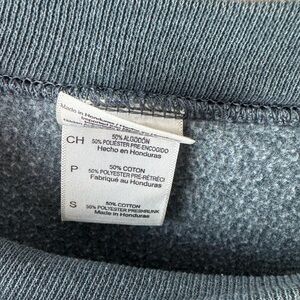 Made in Honduras
CH
50% ALGODÓN
50% POLIÉSTER PRE-ENCOGIDO
Hecho en Honduras
P
50% COTON
50% POLYESTER PRÉ-RÉTRÉCI
Fabriqué au Honduras
S
50% COTTON
50% POLYESTER PRESHRUNK
Made in Honduras